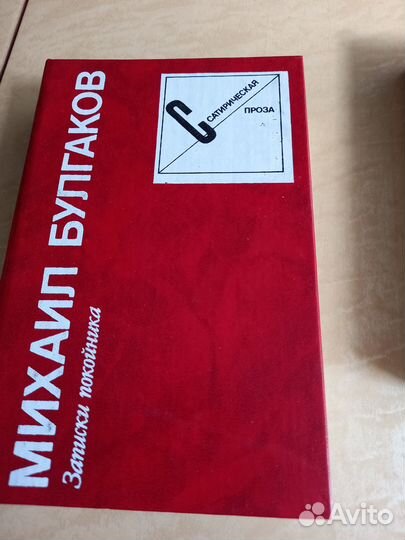 МИХАИЛ БУЛГАКОВ
Записки покойника
С
САТИРИЧЕСКАЯ
ПРОЗА
Avito